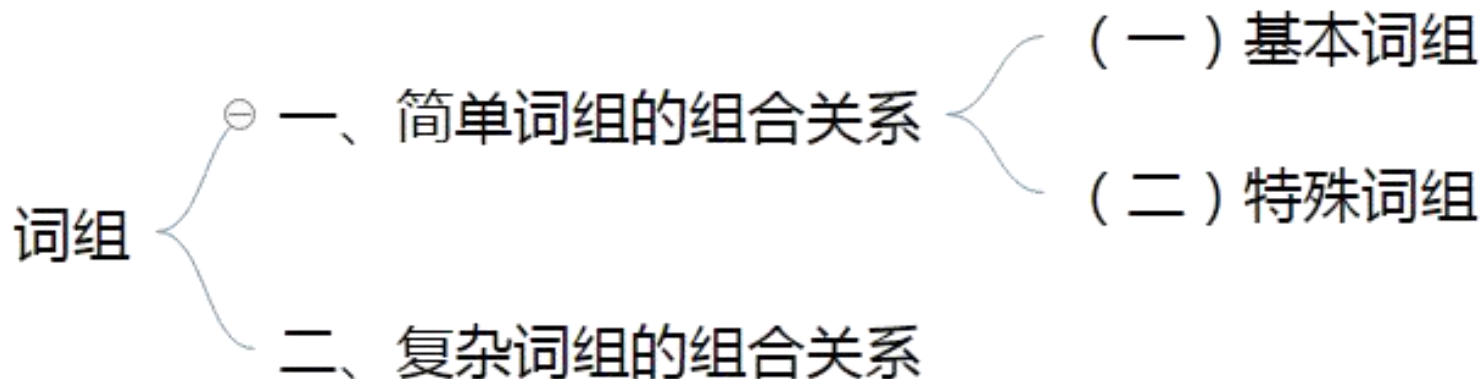 词组
一、简单词组的组合关系
（一）基本词组
（二）特殊词组
二、复杂词组的组合关系